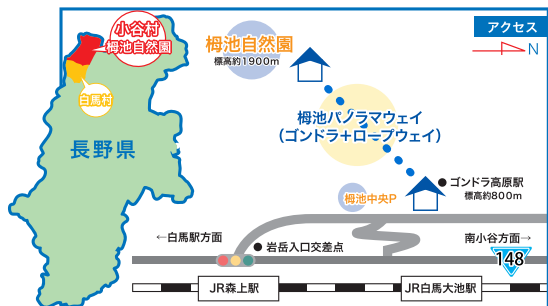 アクセス
N
小谷村
栂池自然園
白馬村
長野県
栂池自然園
標高約1900m
栂池パノラマウェイ
(ゴンドラ+ロープウェイ)
ゴンドラ高原駅
標高約800m
栂池中央P
←白馬駅方面
岩岳入口交差点
南小谷方面→
148
JR森上駅
JR白馬大池駅